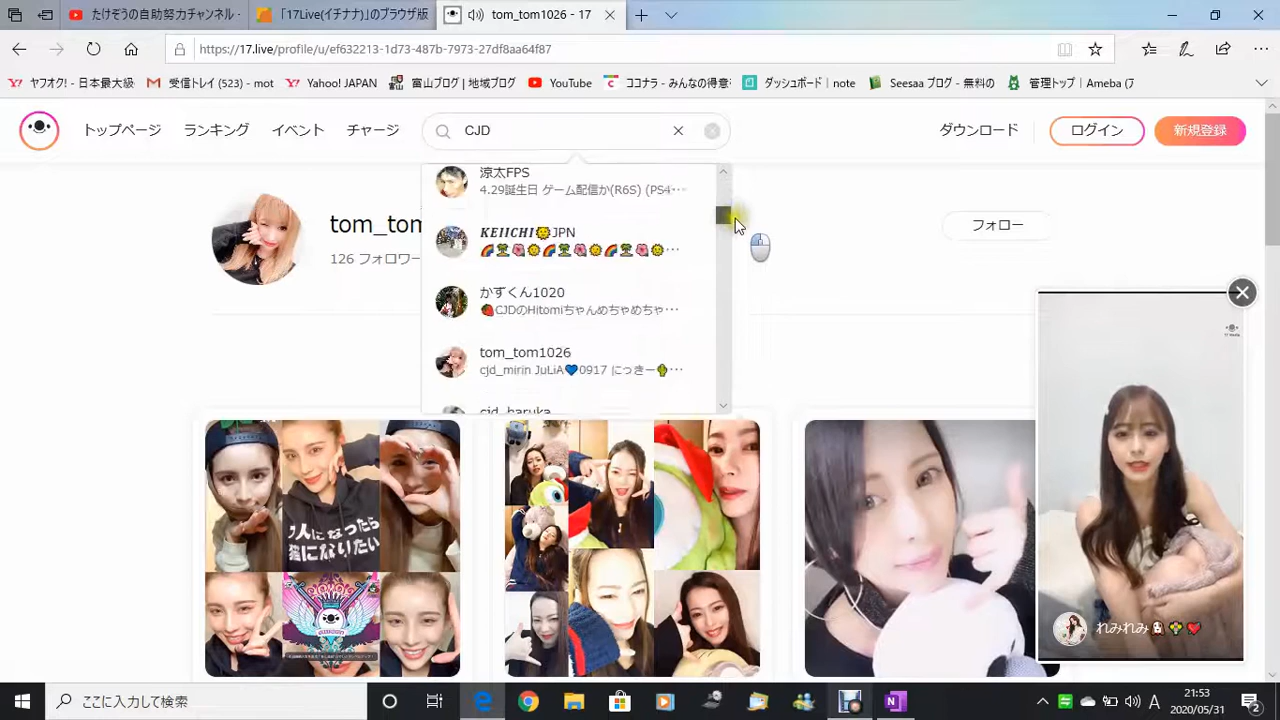 たけぞうの自助努力チャンネル -
「17Live(イチナナ)」のブラウザ版
tom_tom1026 - 17
https://17.live/profile/u/ef632213-1d73-487b-7973-27df8aa64f87
ヤフオク! - 日本最大級
受信トレイ (523) - mot
Yahoo! JAPAN
富山ブログ | 地域ブログ
YouTube
ココナラ - みんなの得意
ダッシュボード | note
Seesaa ブログ - 無料の
管理トップ | Ameba (ア
トップページ
ランキング
イベント
チャージ
CJD
ダウンロード
ログイン
新規登録
涼太FPS
4.29誕生日 ゲーム配信か(R6S) (PS4···
tom_to
126 フォロワー
フォロー
KEIICHI🌞JPN
🌈🏝🌺🌞🌈🏝🌺🌞🌈🏝🌺🌞···
かずくん1020
🍓CJDのHitomiちゃんめちゃめちゃ···
tom_tom1026
cjd_mirin JuLiA💙0917 にっきー🌵···
cjd_haruka
人になったら
に なりたい
れみれみ
ここに入力して検索
A
21:53
2020/05/31
2